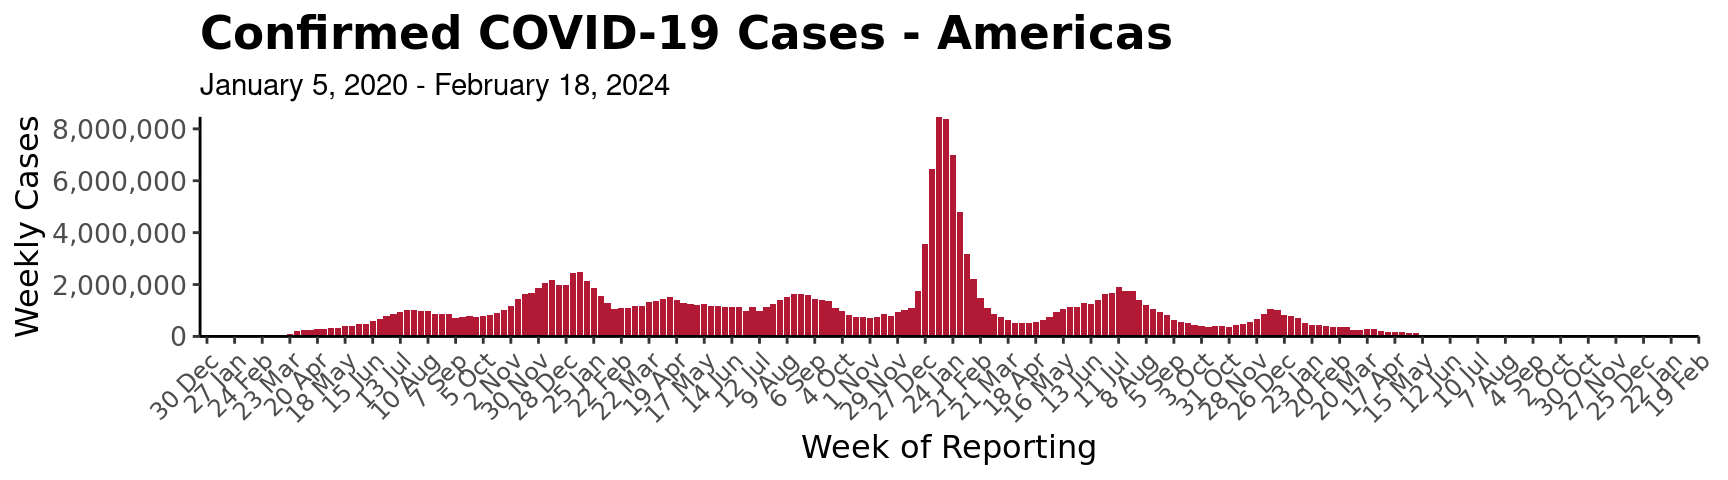 Confirmed COVID-19 Cases - Americas
January 5, 2020 - February 18, 2024
Weekly Cases
8,000,000
6,000,000
4,000,000
2,000,000
0
30 Dec
27 Jan
24 Feb
23 Mar
20 Apr
18 May
15 Jun
13 Jul
10 Aug
7 Sep
5 Oct
2 Nov
30 Nov
28 Dec
25 Jan
22 Feb
22 Mar
19 Apr
17 May
14 Jun
12 Jul
9 Aug
6 Sep
4 Oct
1 Nov
29 Nov
27 Dec
24 Jan
21 Feb
21 Mar
18 Apr
16 May
13 Jun
11 Jul
8 Aug
5 Sep
3 Oct
31 Oct
28 Nov
26 Dec
23 Jan
20 Feb
20 Mar
17 Apr
15 May
12 Jun
10 Jul
7 Aug
4 Sep
2 Oct
30 Oct
27 Nov
25 Dec
22 Jan
19 Feb
Week of Reporting